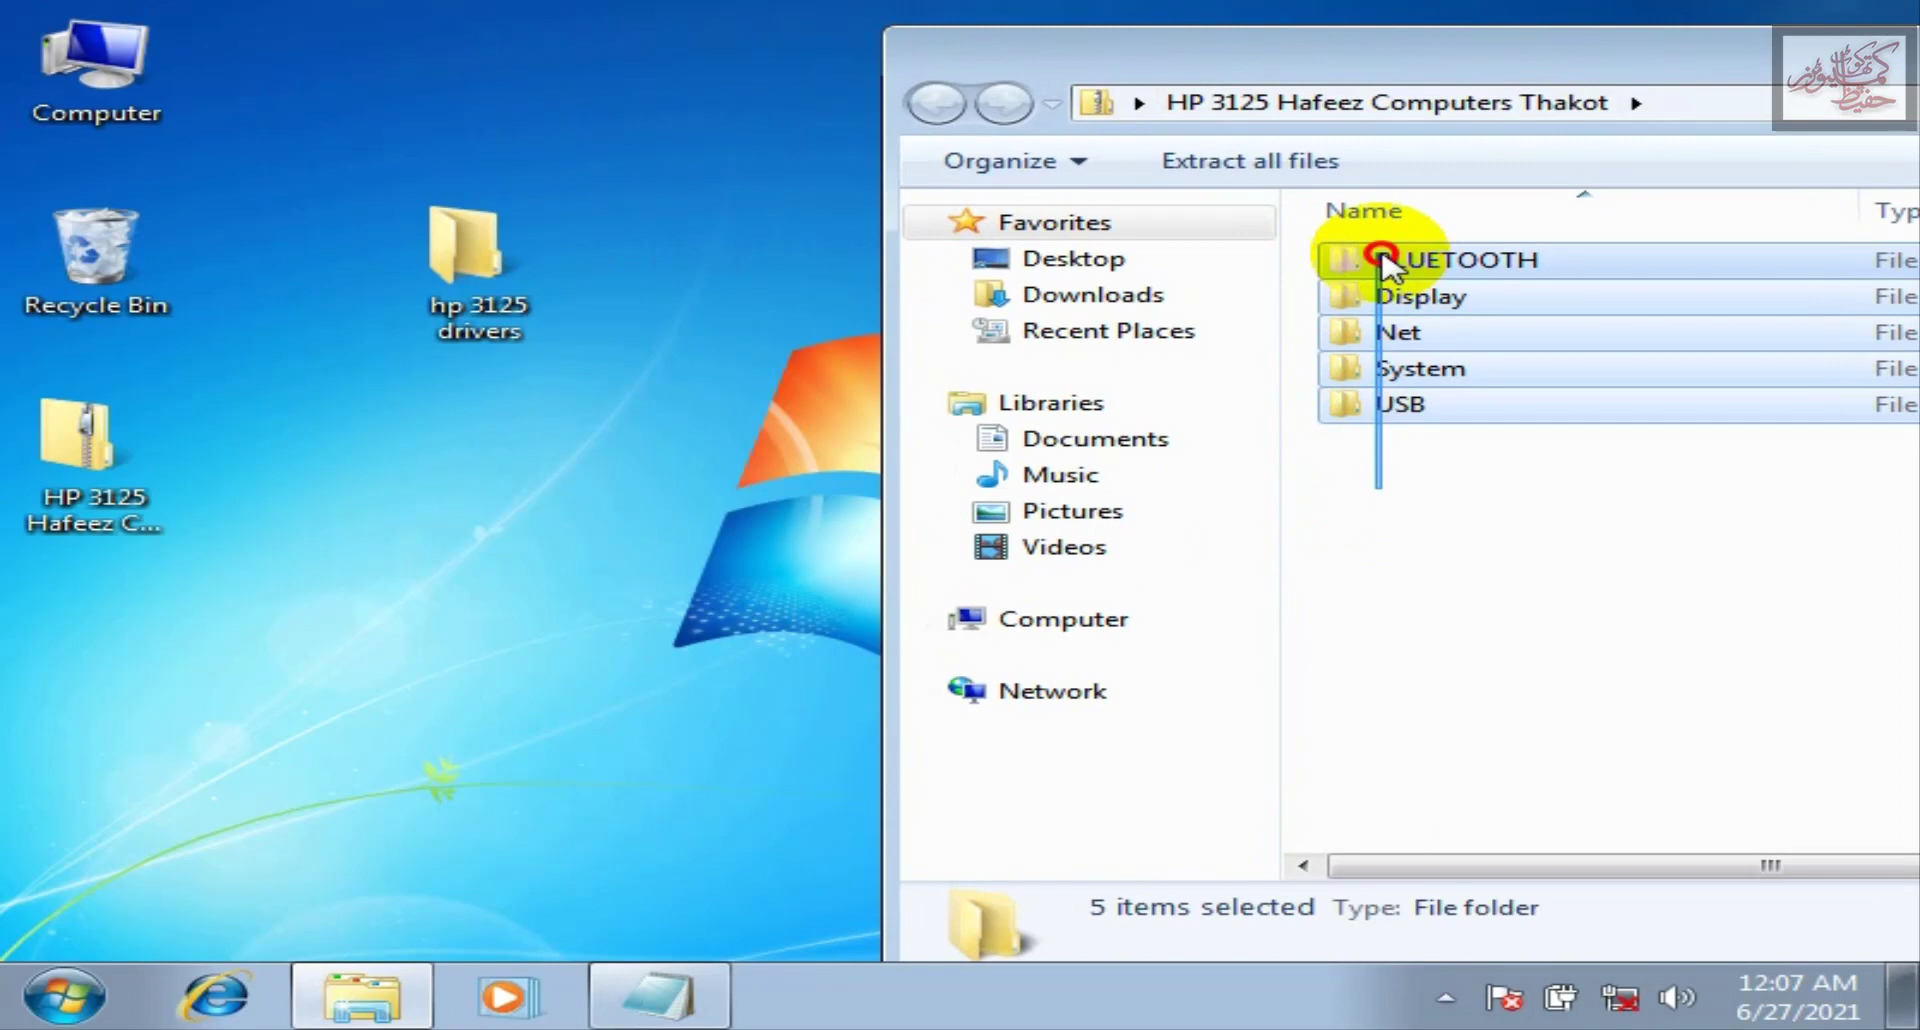 Computer
Recycle Bin
hp 3125
drivers
HP 3125
Hafeez C...
HP 3125 Hafeez Computers Thakot
Organize
Extract all files
Favorites
Desktop
Downloads
Recent Places
Libraries
Documents
Music
Pictures
Videos
Computer
Network
Name
Typ
LUETOOTH
File
Display
File
Net
File
System
File
USB
File
5 items selected Type: File folder
12:07 AM
6/27/2021